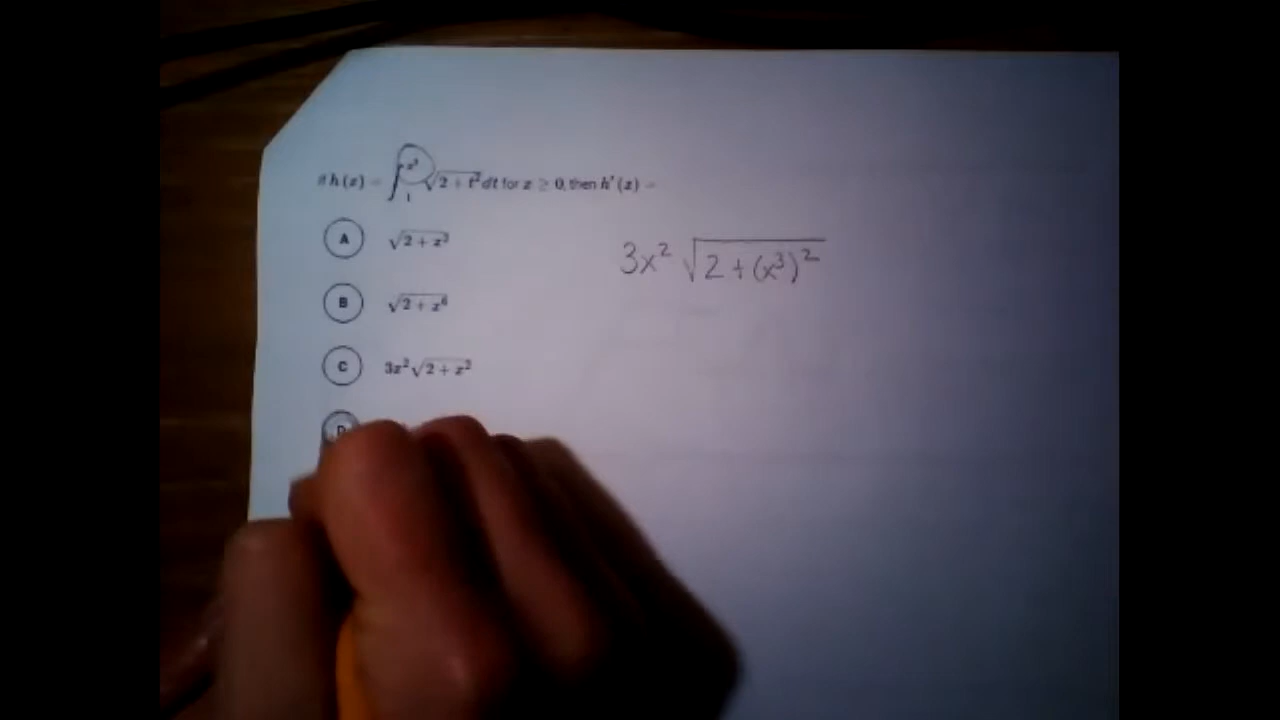 If h(x) = ∫₁^{x³} √(2 + t²) dt for x ≥ 0, then h′(x) =
A √(2 + x³)
B √(2 + x⁶)
C 3x²√(2 + x²)
D
3x² √(2 + (x³)²)